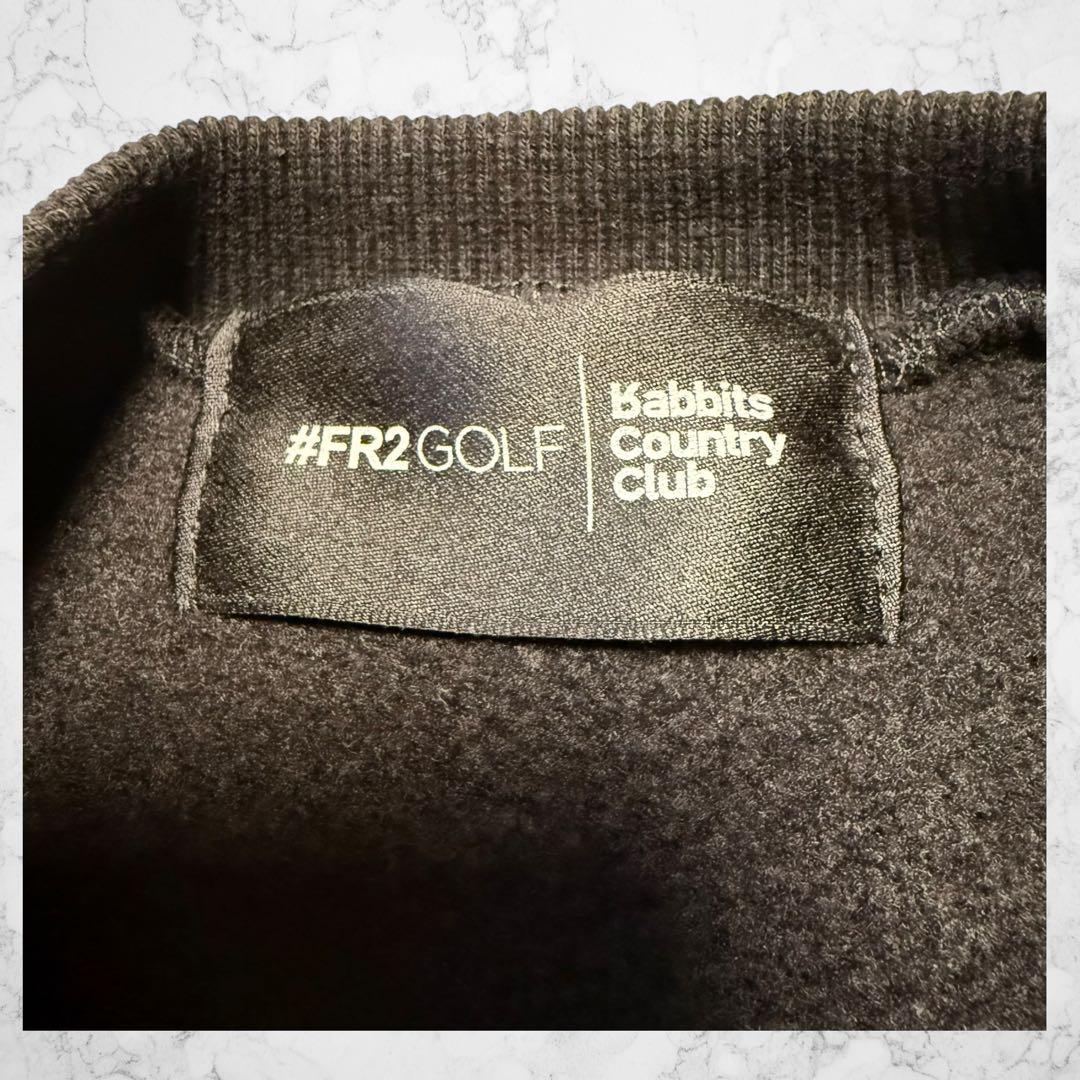 #FR2GOLF
Rabbits
Country
Club